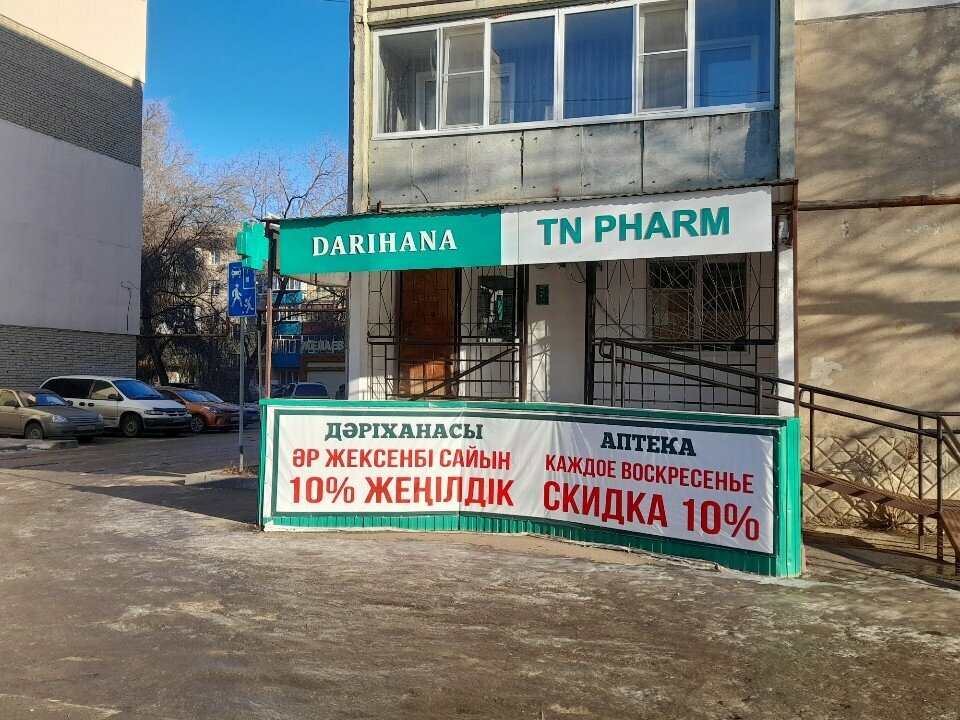 DARIHANA
TN PHARM
ДӘРІХАНАСЫ
ӘР ЖЕКСЕНБІ САЙЫН
10% ЖЕҢІЛДІК
АПТЕКА
КАЖДОЕ ВОСКРЕСЕНЬЕ
СКИДКА 10%